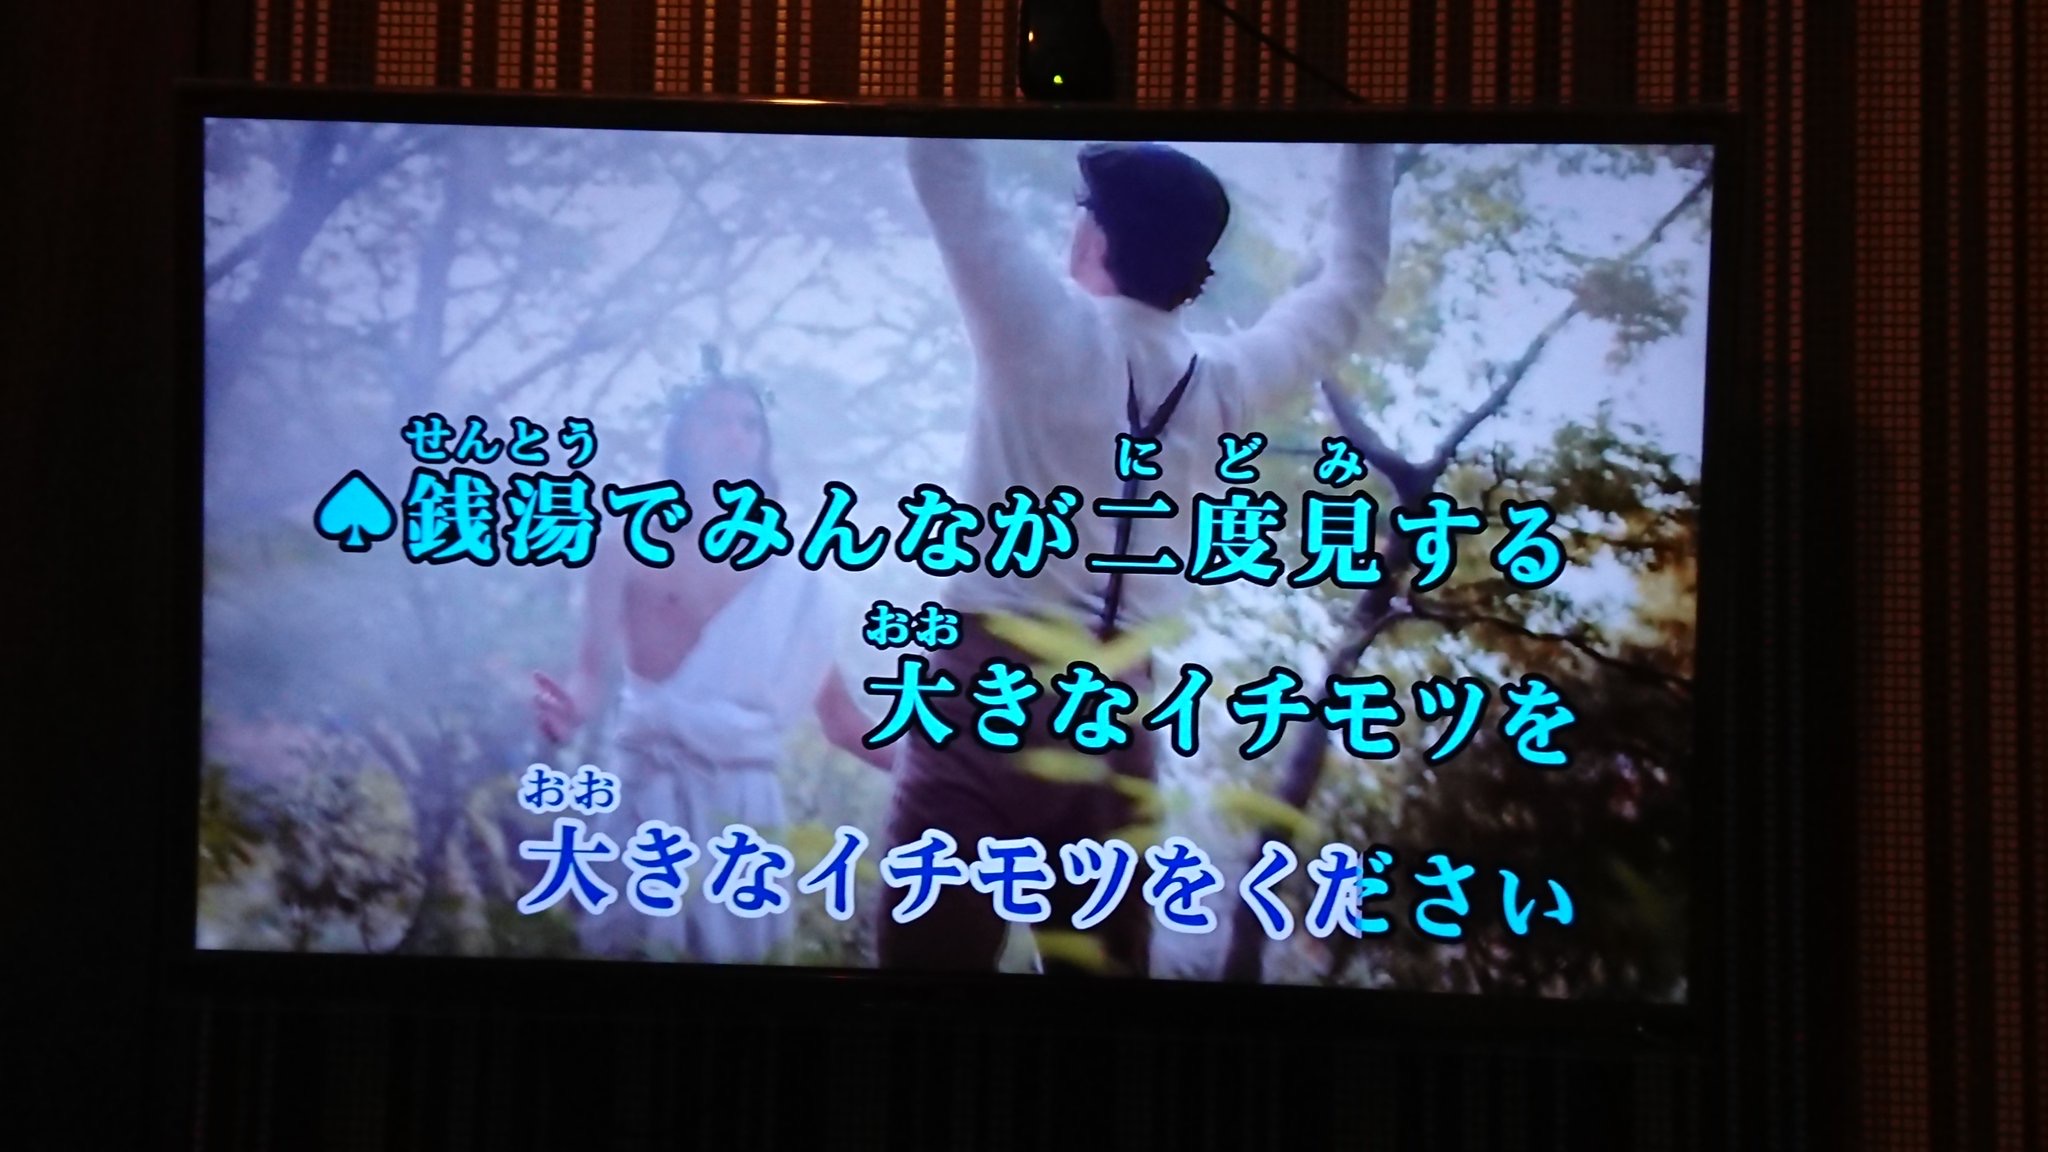 せんとう にどみ
♠銭湯でみんなが二度見する
おお
大きなイチモツを
おお
大きなイチモツをください